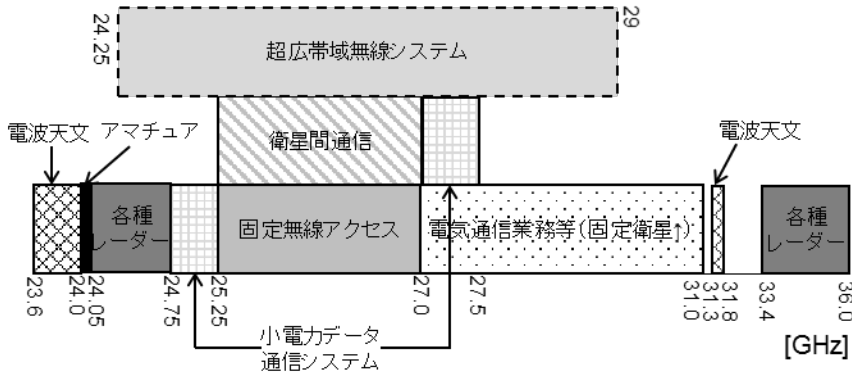 24.25
29
超広帯域無線システム
電波天文
アマチュア
衛星間通信
電波天文
各種
レーダー
固定無線アクセス
電気通信業務等(固定衛星↑)
各種
レーダー
23.6
24.0
24.05
24.75
25.25
27.0
27.5
31.0
31.3
31.8
33.4
36.0
小電力データ
通信システム
[GHz]